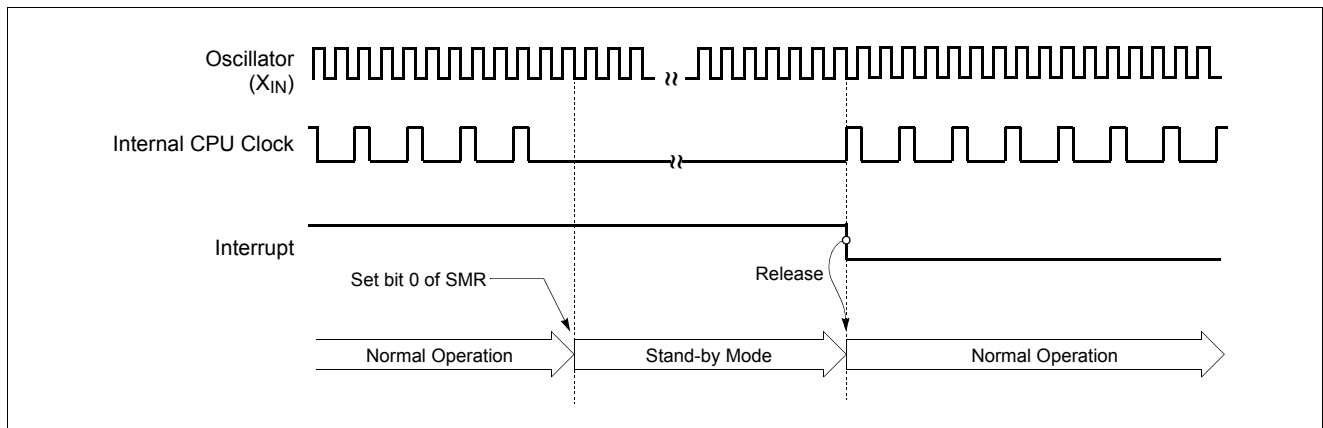 Oscillator
(XIN)
Internal CPU Clock
Interrupt
Set bit 0 of SMR
Release
Normal Operation
Stand-by Mode
Normal Operation